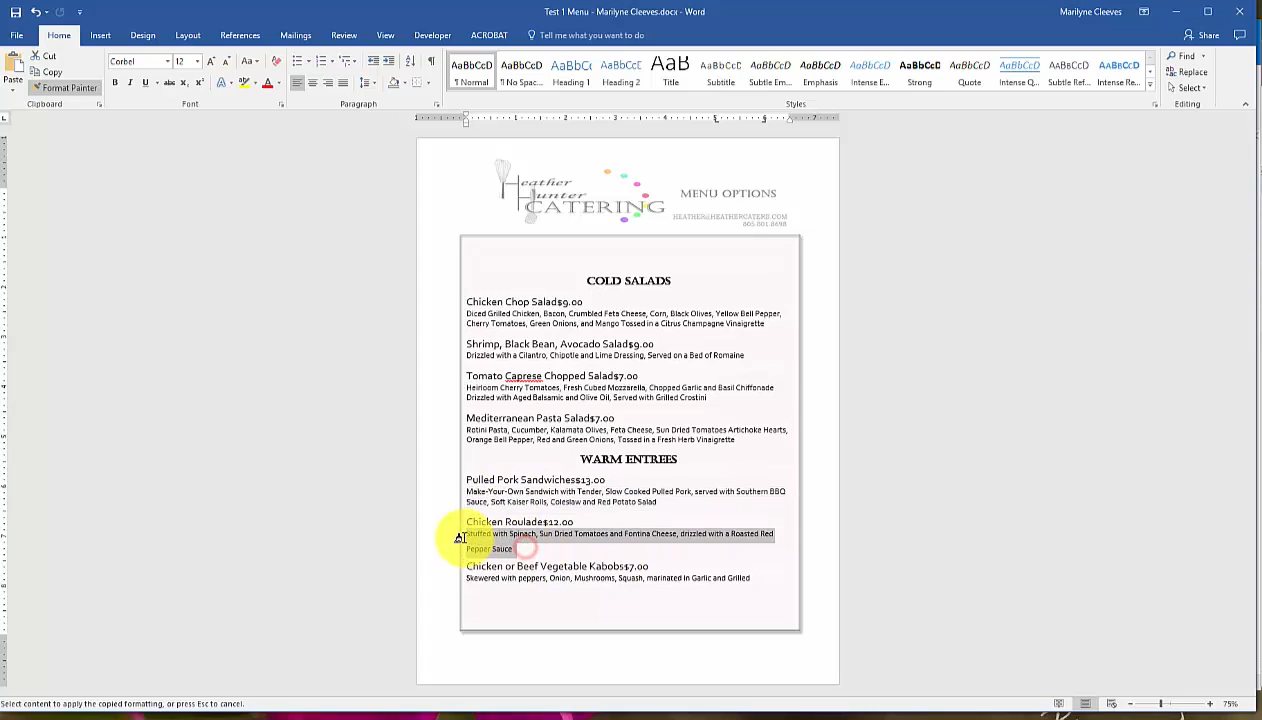 Test 1 Menu - Marilyne Cleeves.docx - Word
Marilyne Cleeves
File Home Insert Design Layout References Mailings Review View Developer ACROBAT Tell me what you want to do Share
Paste
Cut
Copy
Format Painter
Clipboard
Corbel 12
Aa
B I U abc X₂ X²
Font
Paragraph
AaBbCcD AaBbCcD AaBbCc AaBbCcD AaB AaBbCcD AaBbCcD AaBbCcD AaBbCcD AaBbCcD AaBbCcD AaBbCcD AaBbCcD AaBbCcD
¶ Normal ¶ No Spac... Heading 1 Heading 2 Title Subtitle Subtle Em... Emphasis Intense E... Strong Quote Intense Q... Subtle Ref... Intense Re...
Styles
Find
Replace
Select
Editing
Heather
Hunter
CATERING
MENU OPTIONS
HEATHER@HEATHERCATERS.COM
805.801.8698
COLD SALADS
Chicken Chop Salad$9.00
Diced Grilled Chicken, Bacon, Crumbled Feta Cheese, Corn, Black Olives, Yellow Bell Pepper,
Cherry Tomatoes, Green Onions, and Mango Tossed in a Citrus Champagne Vinaigrette
Shrimp, Black Bean, Avocado Salad$9.00
Drizzled with a Cilantro, Chipotle and Lime Dressing, Served on a Bed of Romaine
Tomato Caprese Chopped Salad$7.00
Heirloom Cherry Tomatoes, Fresh Cubed Mozzarella, Chopped Garlic and Basil Chiffonade
Drizzled with Aged Balsamic and Olive Oil, Served with Grilled Crostini
Mediterranean Pasta Salad$7.00
Rotini Pasta, Cucumber, Kalamata Olives, Feta Cheese, Sun Dried Tomatoes Artichoke Hearts,
Orange Bell Pepper, Red and Green Onions, Tossed in a Fresh Herb Vinaigrette
WARM ENTREES
Pulled Pork Sandwiches$13.00
Make-Your-Own Sandwich with Tender, Slow Cooked Pulled Pork, served with Southern BBQ
Sauce, Soft Kaiser Rolls, Coleslaw and Red Potato Salad
Chicken Roulade$12.00
Stuffed with Spinach, Sun Dried Tomatoes and Fontina Cheese, drizzled with a Roasted Red
Pepper Sauce
Chicken or Beef Vegetable Kabobs$7.00
Skewered with peppers, Onion, Mushrooms, Squash, marinated in Garlic and Grilled
Select content to apply the copied formatting, or press Esc to cancel.
75%